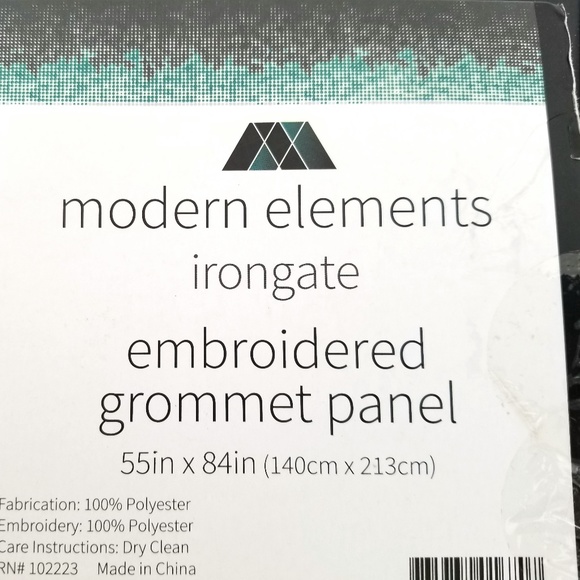 modern elements
irongate
embroidered
grommet panel
55in x 84in (140cm x 213cm)
Fabrication: 100% Polyester
Embroidery: 100% Polyester
Care Instructions: Dry Clean
RN# 102223 Made in China